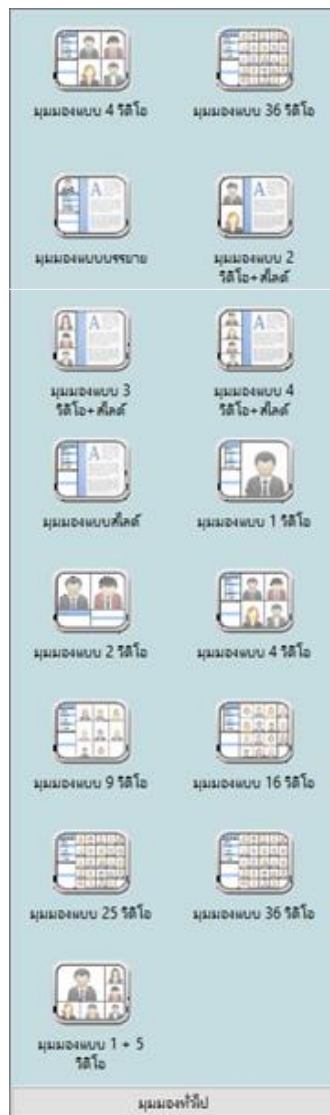 มุมมองแบบ 4 วีดีโอ
มุมมองแบบ 36 วีดีโอ
มุมมองแบบบรรยาย
มุมมองแบบ 2
วีดีโอ+สไลด์
มุมมองแบบ 3
วีดีโอ+สไลด์
มุมมองแบบ 4
วีดีโอ+สไลด์
มุมมองแบบสไลด์
มุมมองแบบ 1 วีดีโอ
มุมมองแบบ 2 วีดีโอ
มุมมองแบบ 4 วีดีโอ
มุมมองแบบ 9 วีดีโอ
มุมมองแบบ 16 วีดีโอ
มุมมองแบบ 25 วีดีโอ
มุมมองแบบ 36 วีดีโอ
มุมมองแบบ 1 + 5
วีดีโอ
มุมมองทั่วไป